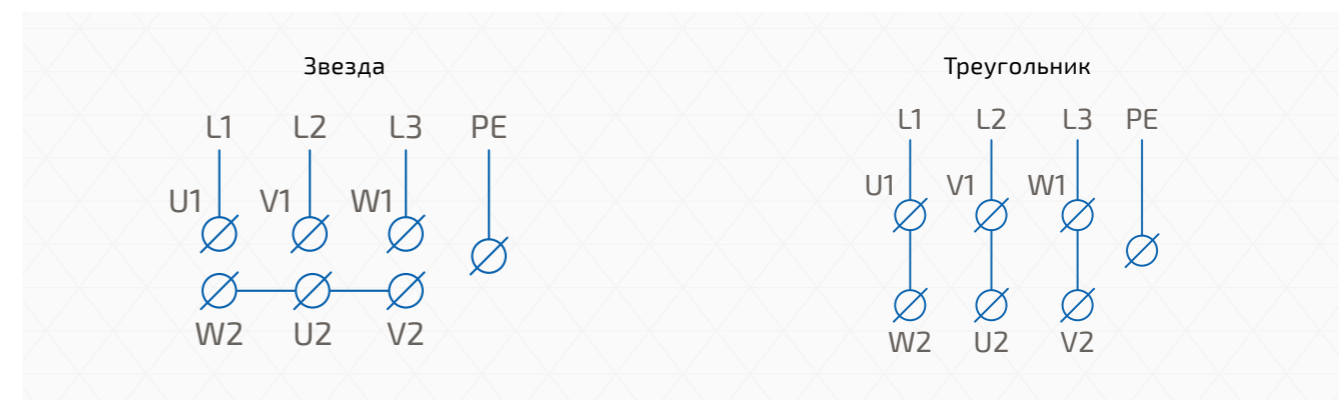 Звезда
L1 L2 L3 PE
U1 V1 W1
W2 U2 V2
Треугольник
L1 L2 L3 PE
U1 V1 W1
W2 U2 V2